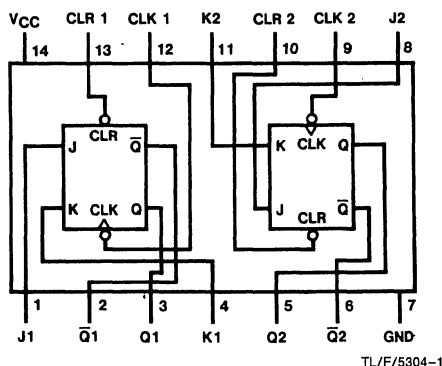 VCC CLR 1 CLK 1 K2 CLR 2 CLK 2 J2
14 13 12 11 10 9 8
CLR CLK
J Q̅ K Q
K CLK Q J CLR Q̅
1 2 3 4 5 6 7
J1 Q̅1 Q1 K1 Q2 Q̅2 GND
TL/F/5304-1